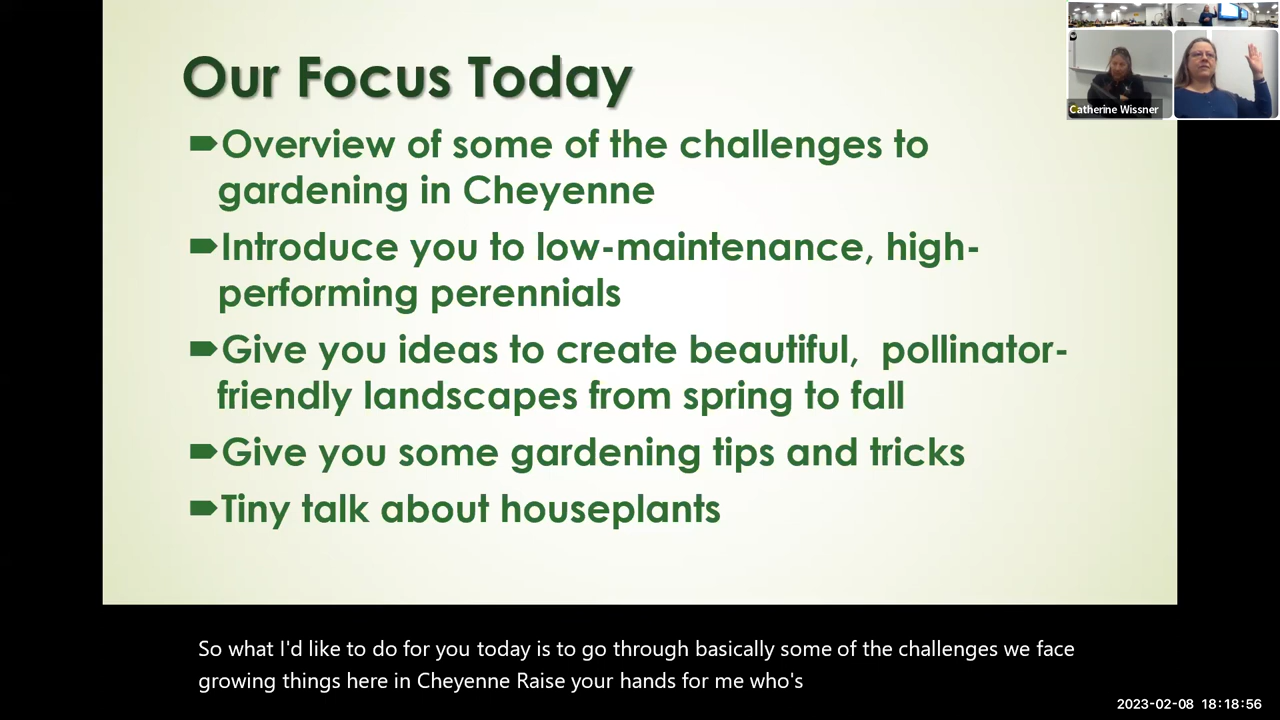 Our Focus Today
Overview of some of the challenges to
gardening in Cheyenne
Introduce you to low-maintenance, high-
performing perennials
Give you ideas to create beautiful,  pollinator-
friendly landscapes from spring to fall
Give you some gardening tips and tricks
Tiny talk about houseplants
Catherine Wissner
So what I'd like to do for you today is to go through basically some of the challenges we face
growing things here in Cheyenne Raise your hands for me who's
2023-02-08 18:18:56